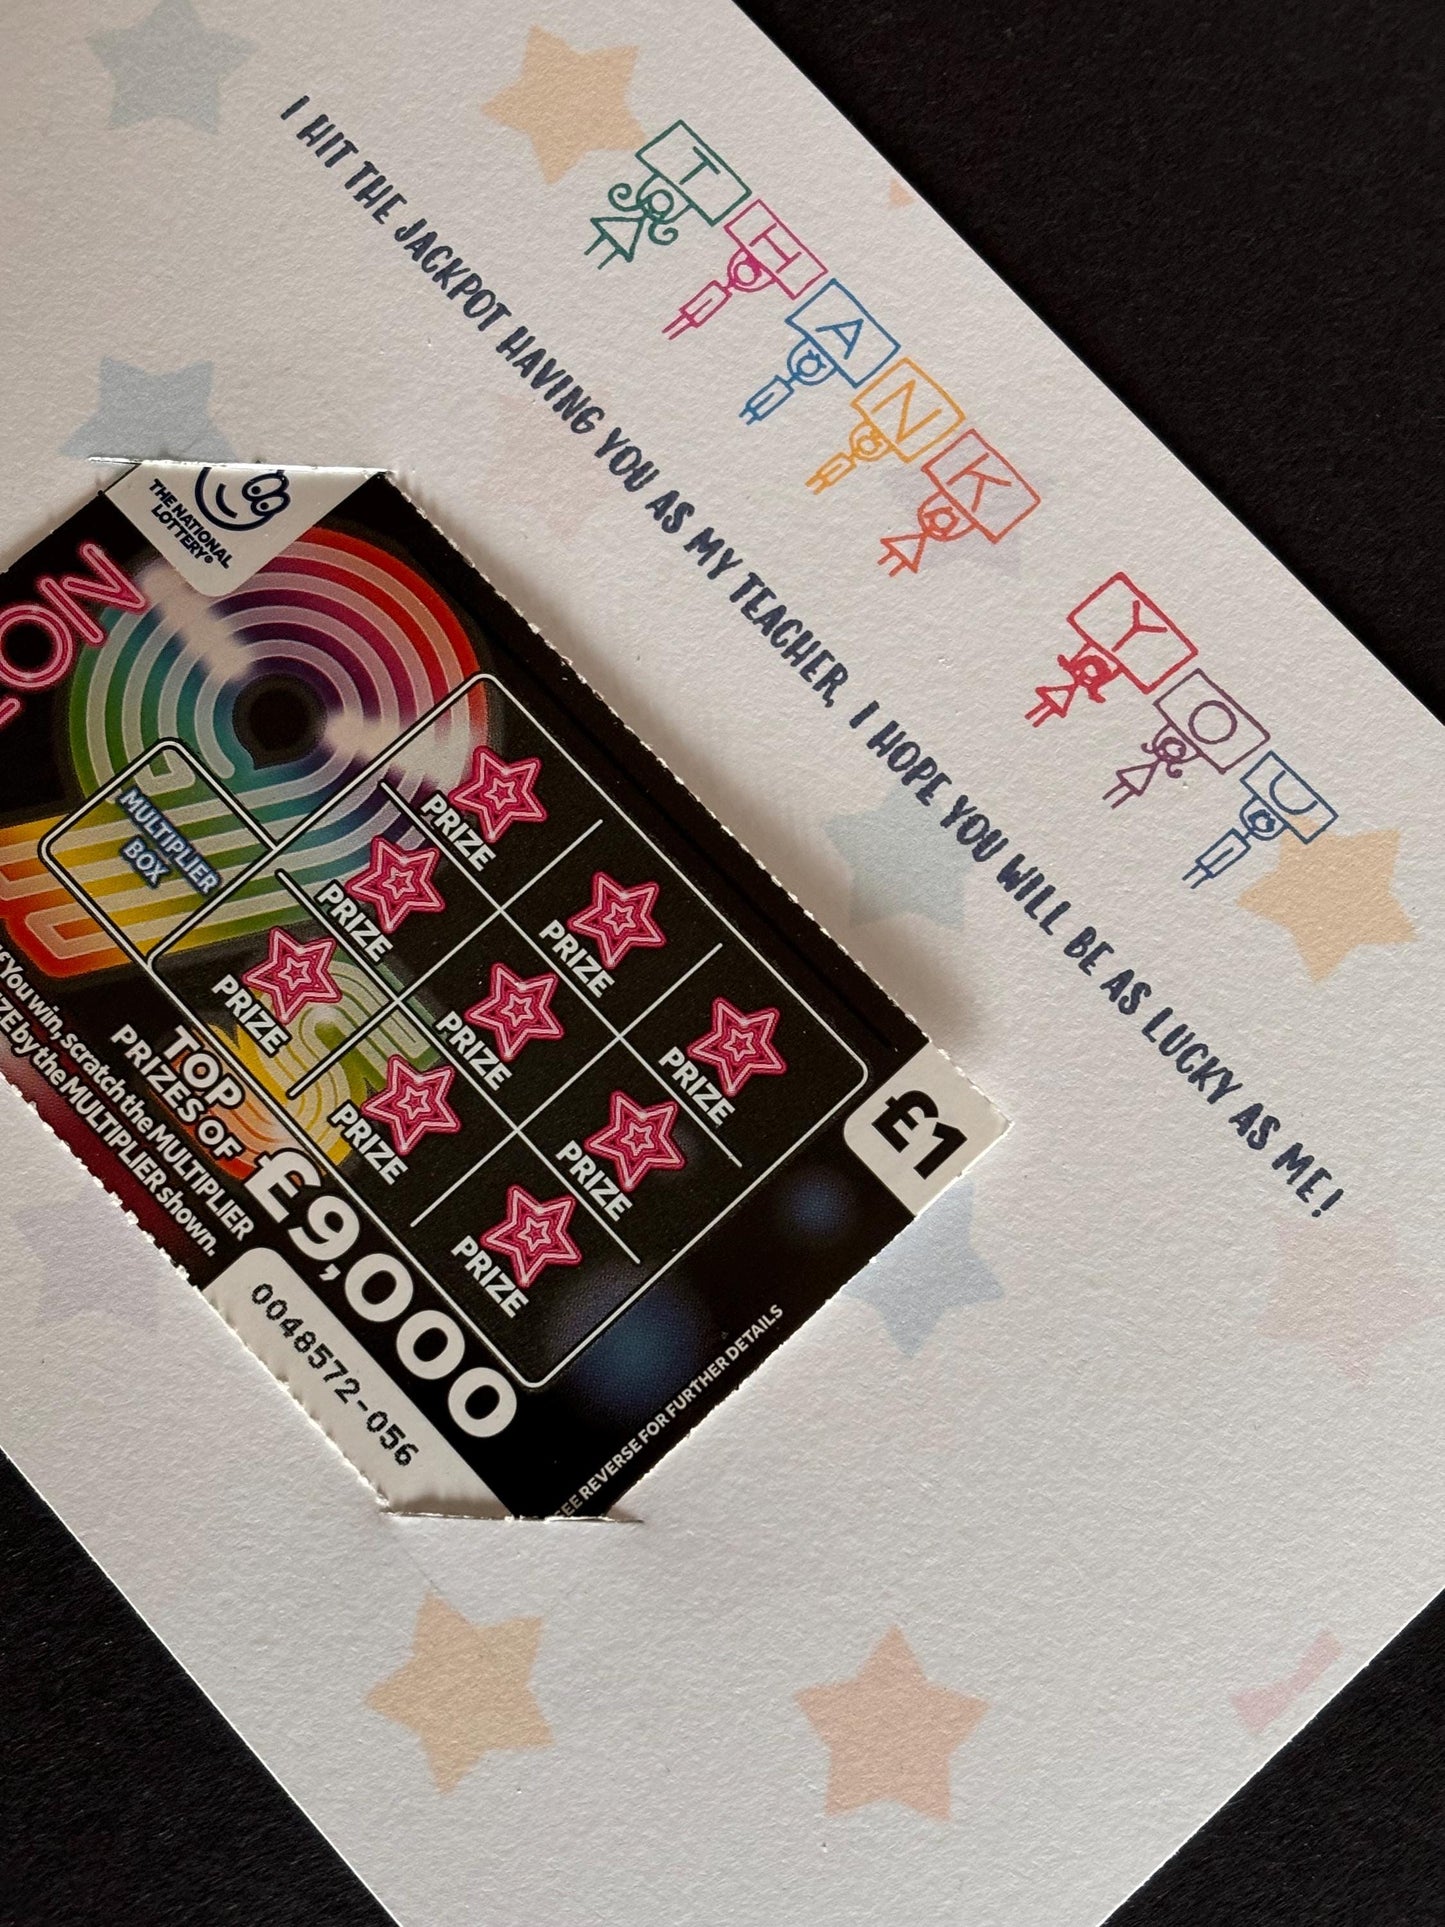 THANK YOU
I HIT THE JACKPOT HAVING YOU AS MY TEACHER, I HOPE YOU WILL BE AS LUCKY AS ME!
THE NATIONAL
LOTTERY®
MULTIPLIER
BOX
PRIZE
PRIZE
PRIZE
PRIZE
PRIZE
PRIZE
PRIZE
PRIZE
PRIZE
£1
You win, scratch the MULTIPLIER
by the MULTIPLIER shown.
TOP
PRIZES OF
£9,000
0048572-056
REVERSE FOR FURTHER DETAILS